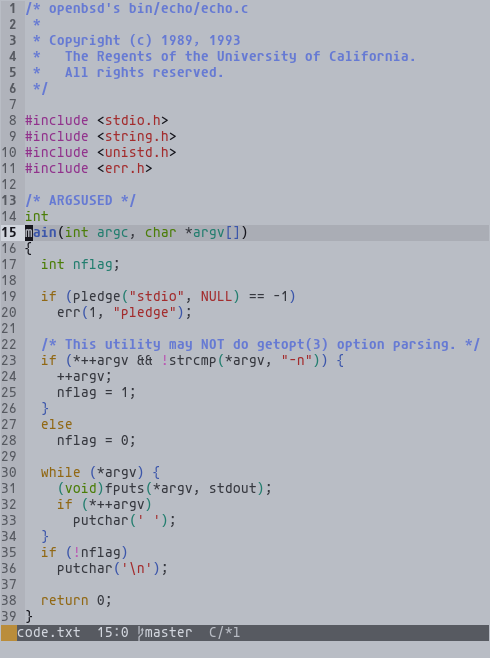 1 /* openbsd's bin/echo/echo.c
2  *
3  * Copyright (c) 1989, 1993
4  *   The Regents of the University of California.
5  *   All rights reserved.
6  */
7
8 #include <stdio.h>
9 #include <string.h>
10 #include <unistd.h>
11 #include <err.h>
12
13 /* ARGSUSED */
14 int
15 main(int argc, char *argv[])
16 {
17   int nflag;
18
19   if (pledge("stdio", NULL) == -1)
20     err(1, "pledge");
21
22   /* This utility may NOT do getopt(3) option parsing. */
23   if (*++argv && !strcmp(*argv, "-n")) {
24     ++argv;
25     nflag = 1;
26   }
27   else
28     nflag = 0;
29
30   while (*argv) {
31     (void)fputs(*argv, stdout);
32     if (*++argv)
33       putchar(' ');
34   }
35   if (!nflag)
36     putchar('\n');
37
38   return 0;
39 }
code.txt  15:0 master  C/*l